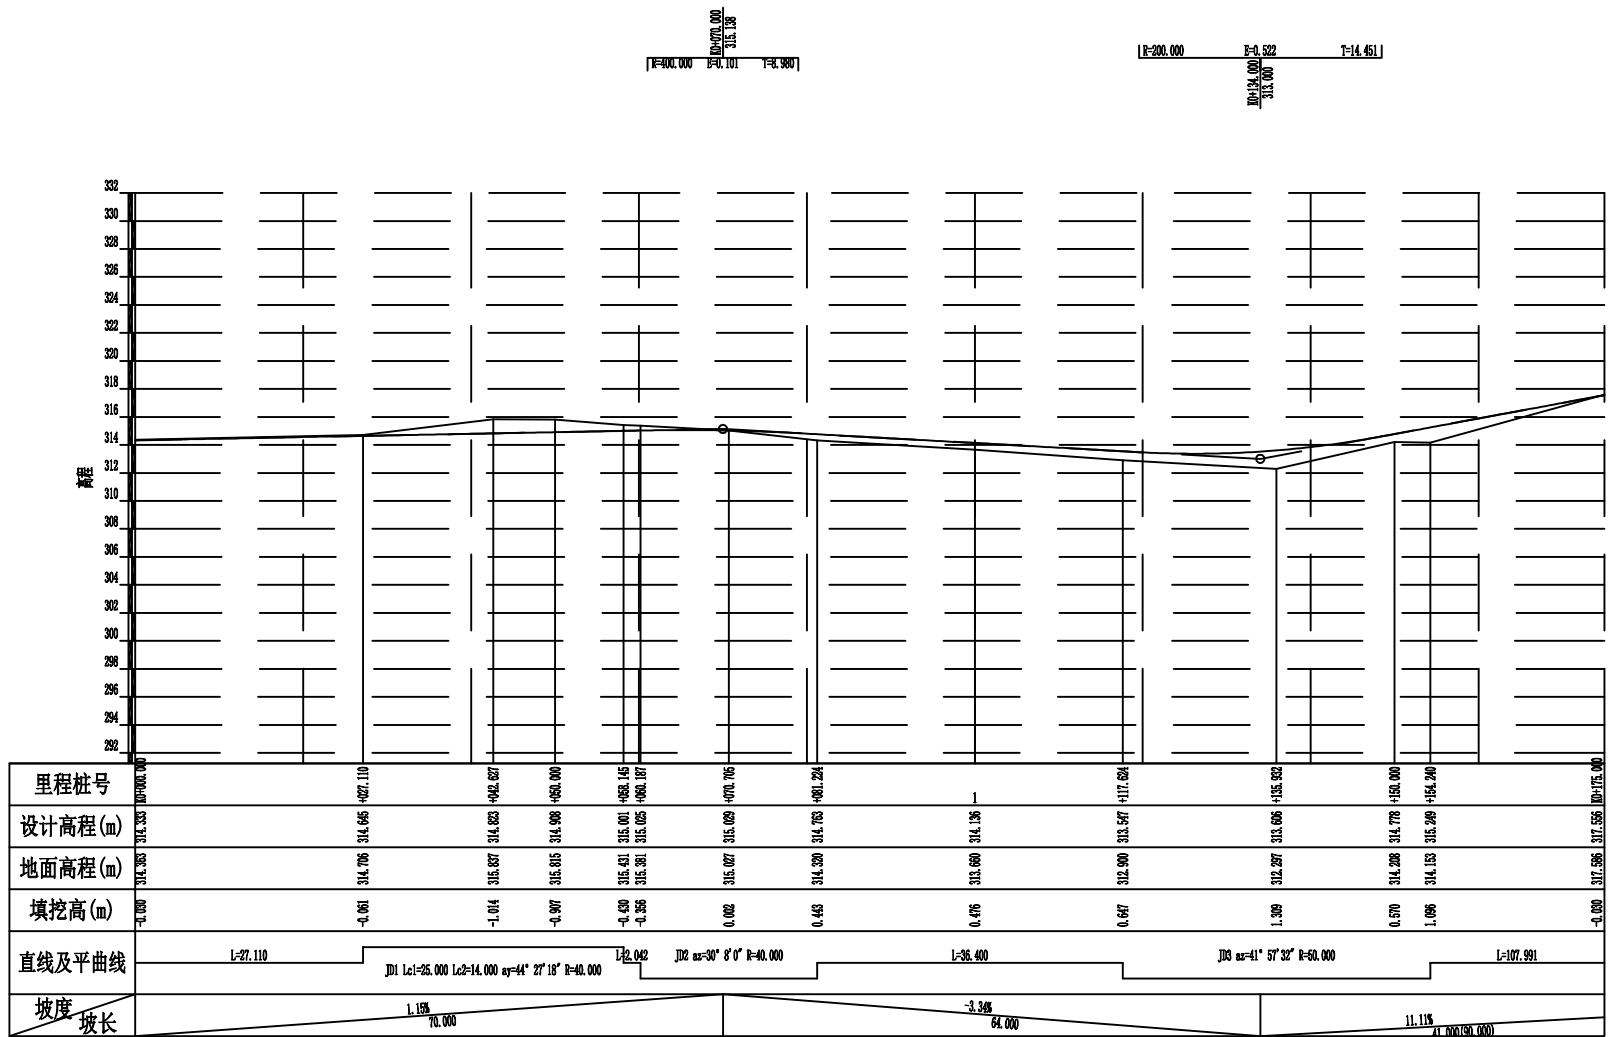 K0+070.000
315.138
R=400.000 E=0.101 T=8.980
R=200.000 E=0.522 T=14.451
K0+134.000
313.000
332
330
328
326
324
322
320
318
316
314
312
310
308
306
304
302
300
298
296
294
292
高程
里程桩号 K0+000.000 +027.110 +042.627 +050.000 +058.145 +060.187 +070.705 +081.224 1 +117.624 +135.932 +150.000 +154.240 K0+175.000
设计高程(m) 314.333 314.645 314.823 314.908 315.001 315.025 315.029 314.763 314.136 313.547 313.606 314.778 315.249 317.556
地面高程(m) 314.363 314.706 315.837 315.815 315.431 315.381 315.027 314.320 313.660 312.900 312.297 314.208 314.153 317.586
填挖高(m) -0.030 -0.061 -1.014 -0.907 -0.430 -0.356 0.002 0.443 0.476 0.647 1.309 0.570 1.096 -0.030
直线及平曲线 L=27.110 JD1 Lc1=25.000 Lc2=14.000 ay=44° 27'18" R=40.000 L=2.042 JD2 az=30° 8'0" R=40.000 L=36.400 JD3 az=41° 57'32" R=50.000 L=107.991
坡度 1.15% -3.34% 11.11%
坡长 70.000 64.000 41.000(90.000)